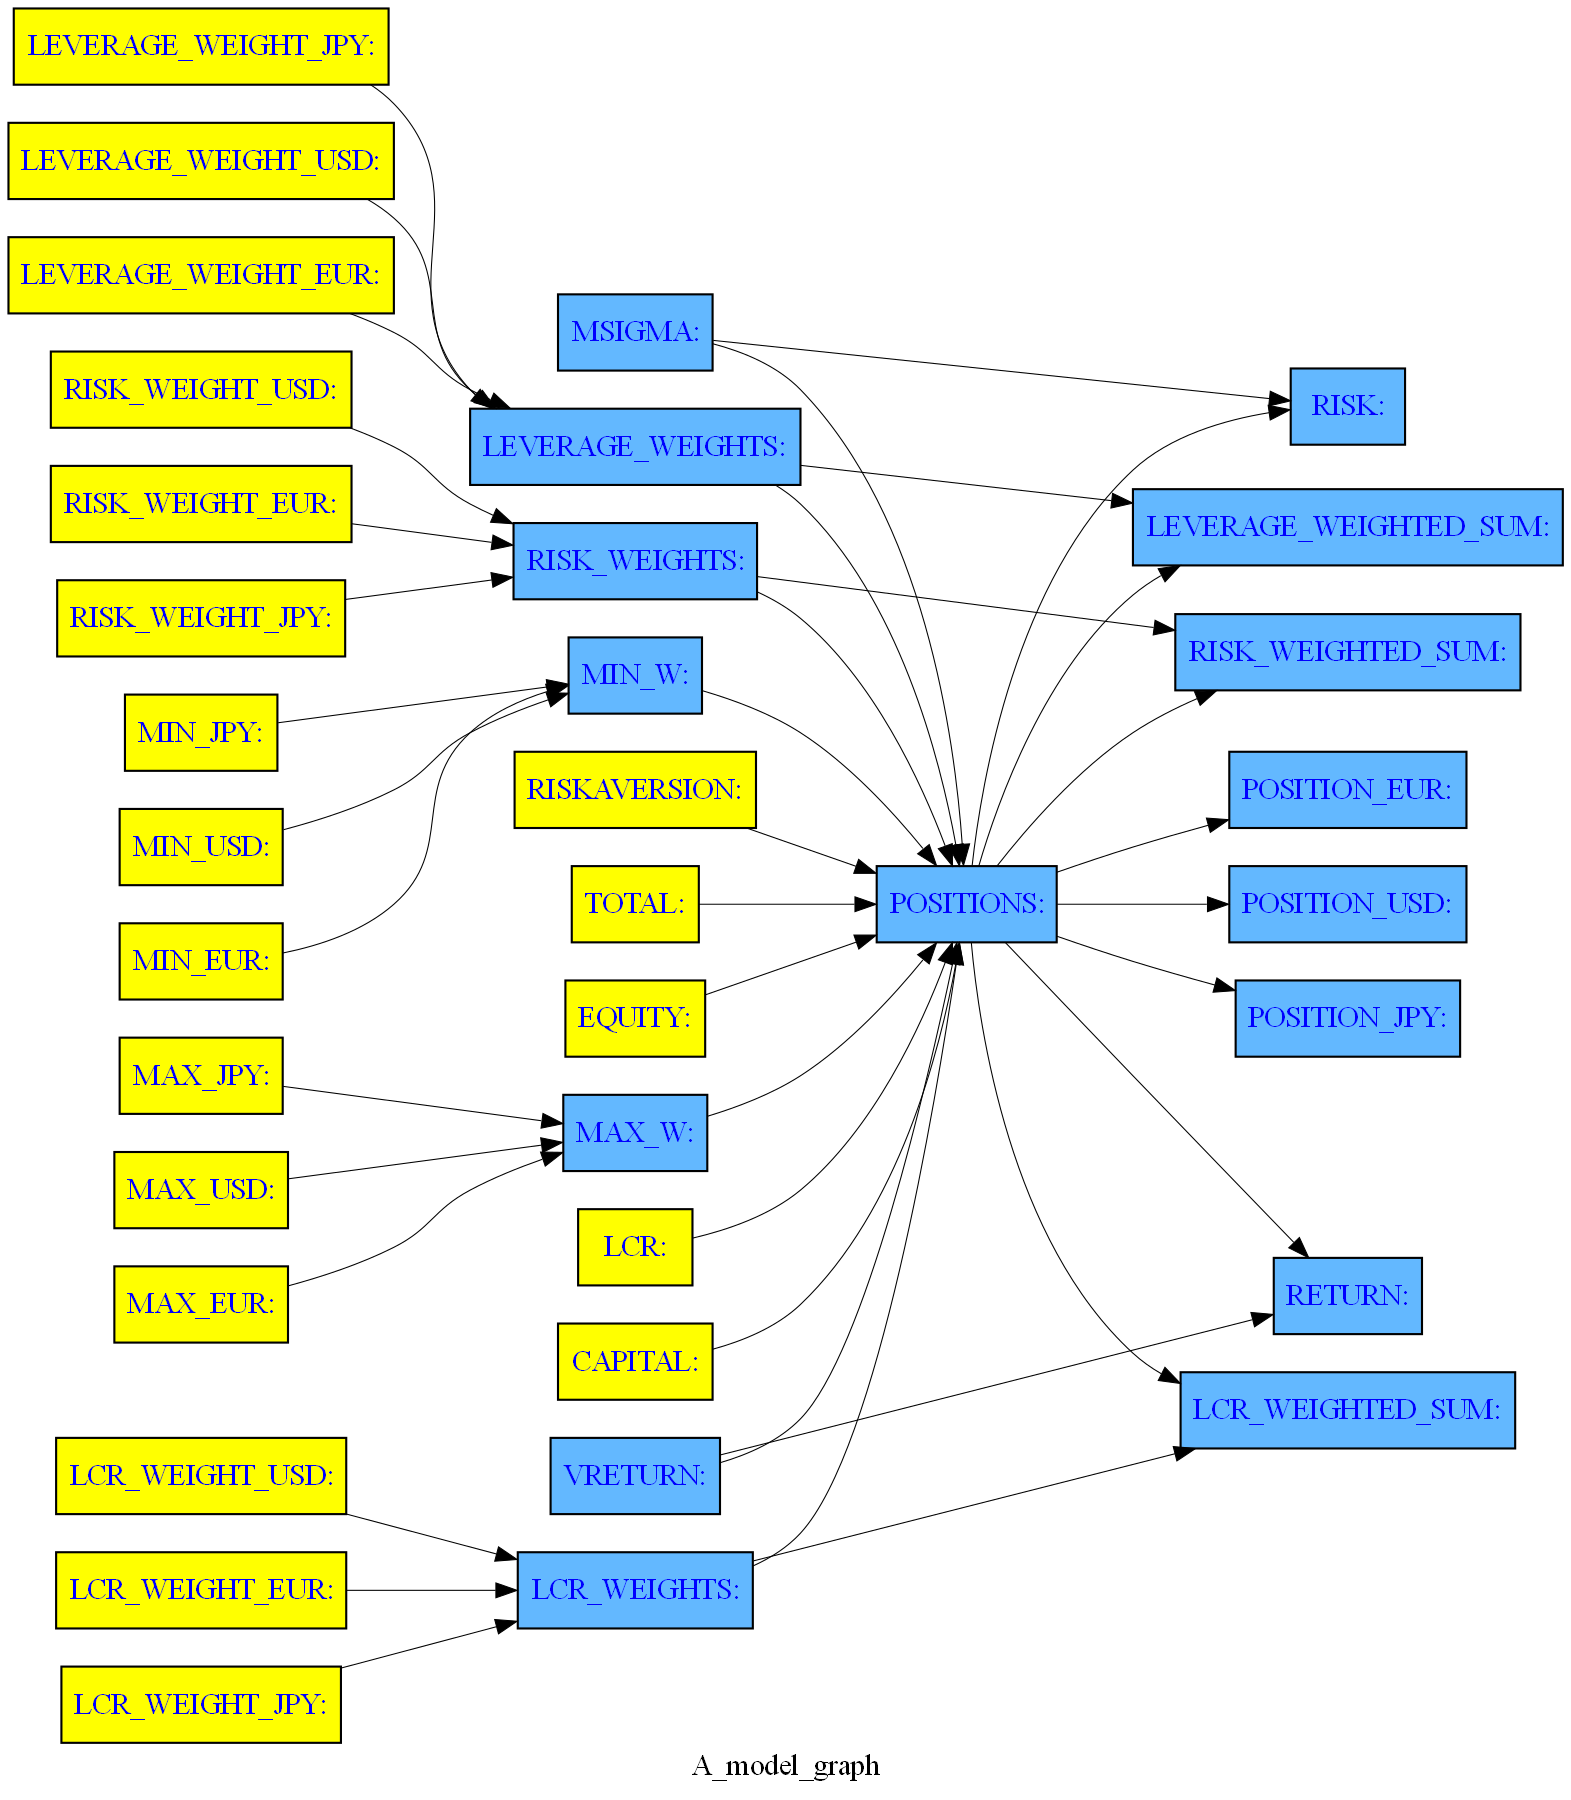 LEVERAGE_WEIGHT_JPY:
LEVERAGE_WEIGHT_USD:
LEVERAGE_WEIGHT_EUR:
RISK_WEIGHT_USD:
RISK_WEIGHT_EUR:
RISK_WEIGHT_JPY:
MIN_JPY:
MIN_USD:
MIN_EUR:
MAX_JPY:
MAX_USD:
MAX_EUR:
LCR_WEIGHT_USD:
LCR_WEIGHT_EUR:
LCR_WEIGHT_JPY:
MSIGMA:
LEVERAGE_WEIGHTS:
RISK_WEIGHTS:
MIN_W:
RISKAVERSION:
TOTAL:
EQUITY:
MAX_W:
LCR:
CAPITAL:
VRETURN:
LCR_WEIGHTS:
POSITIONS:
RISK:
LEVERAGE_WEIGHTED_SUM:
RISK_WEIGHTED_SUM:
POSITION_EUR:
POSITION_USD:
POSITION_JPY:
RETURN:
LCR_WEIGHTED_SUM:
A_model_graph